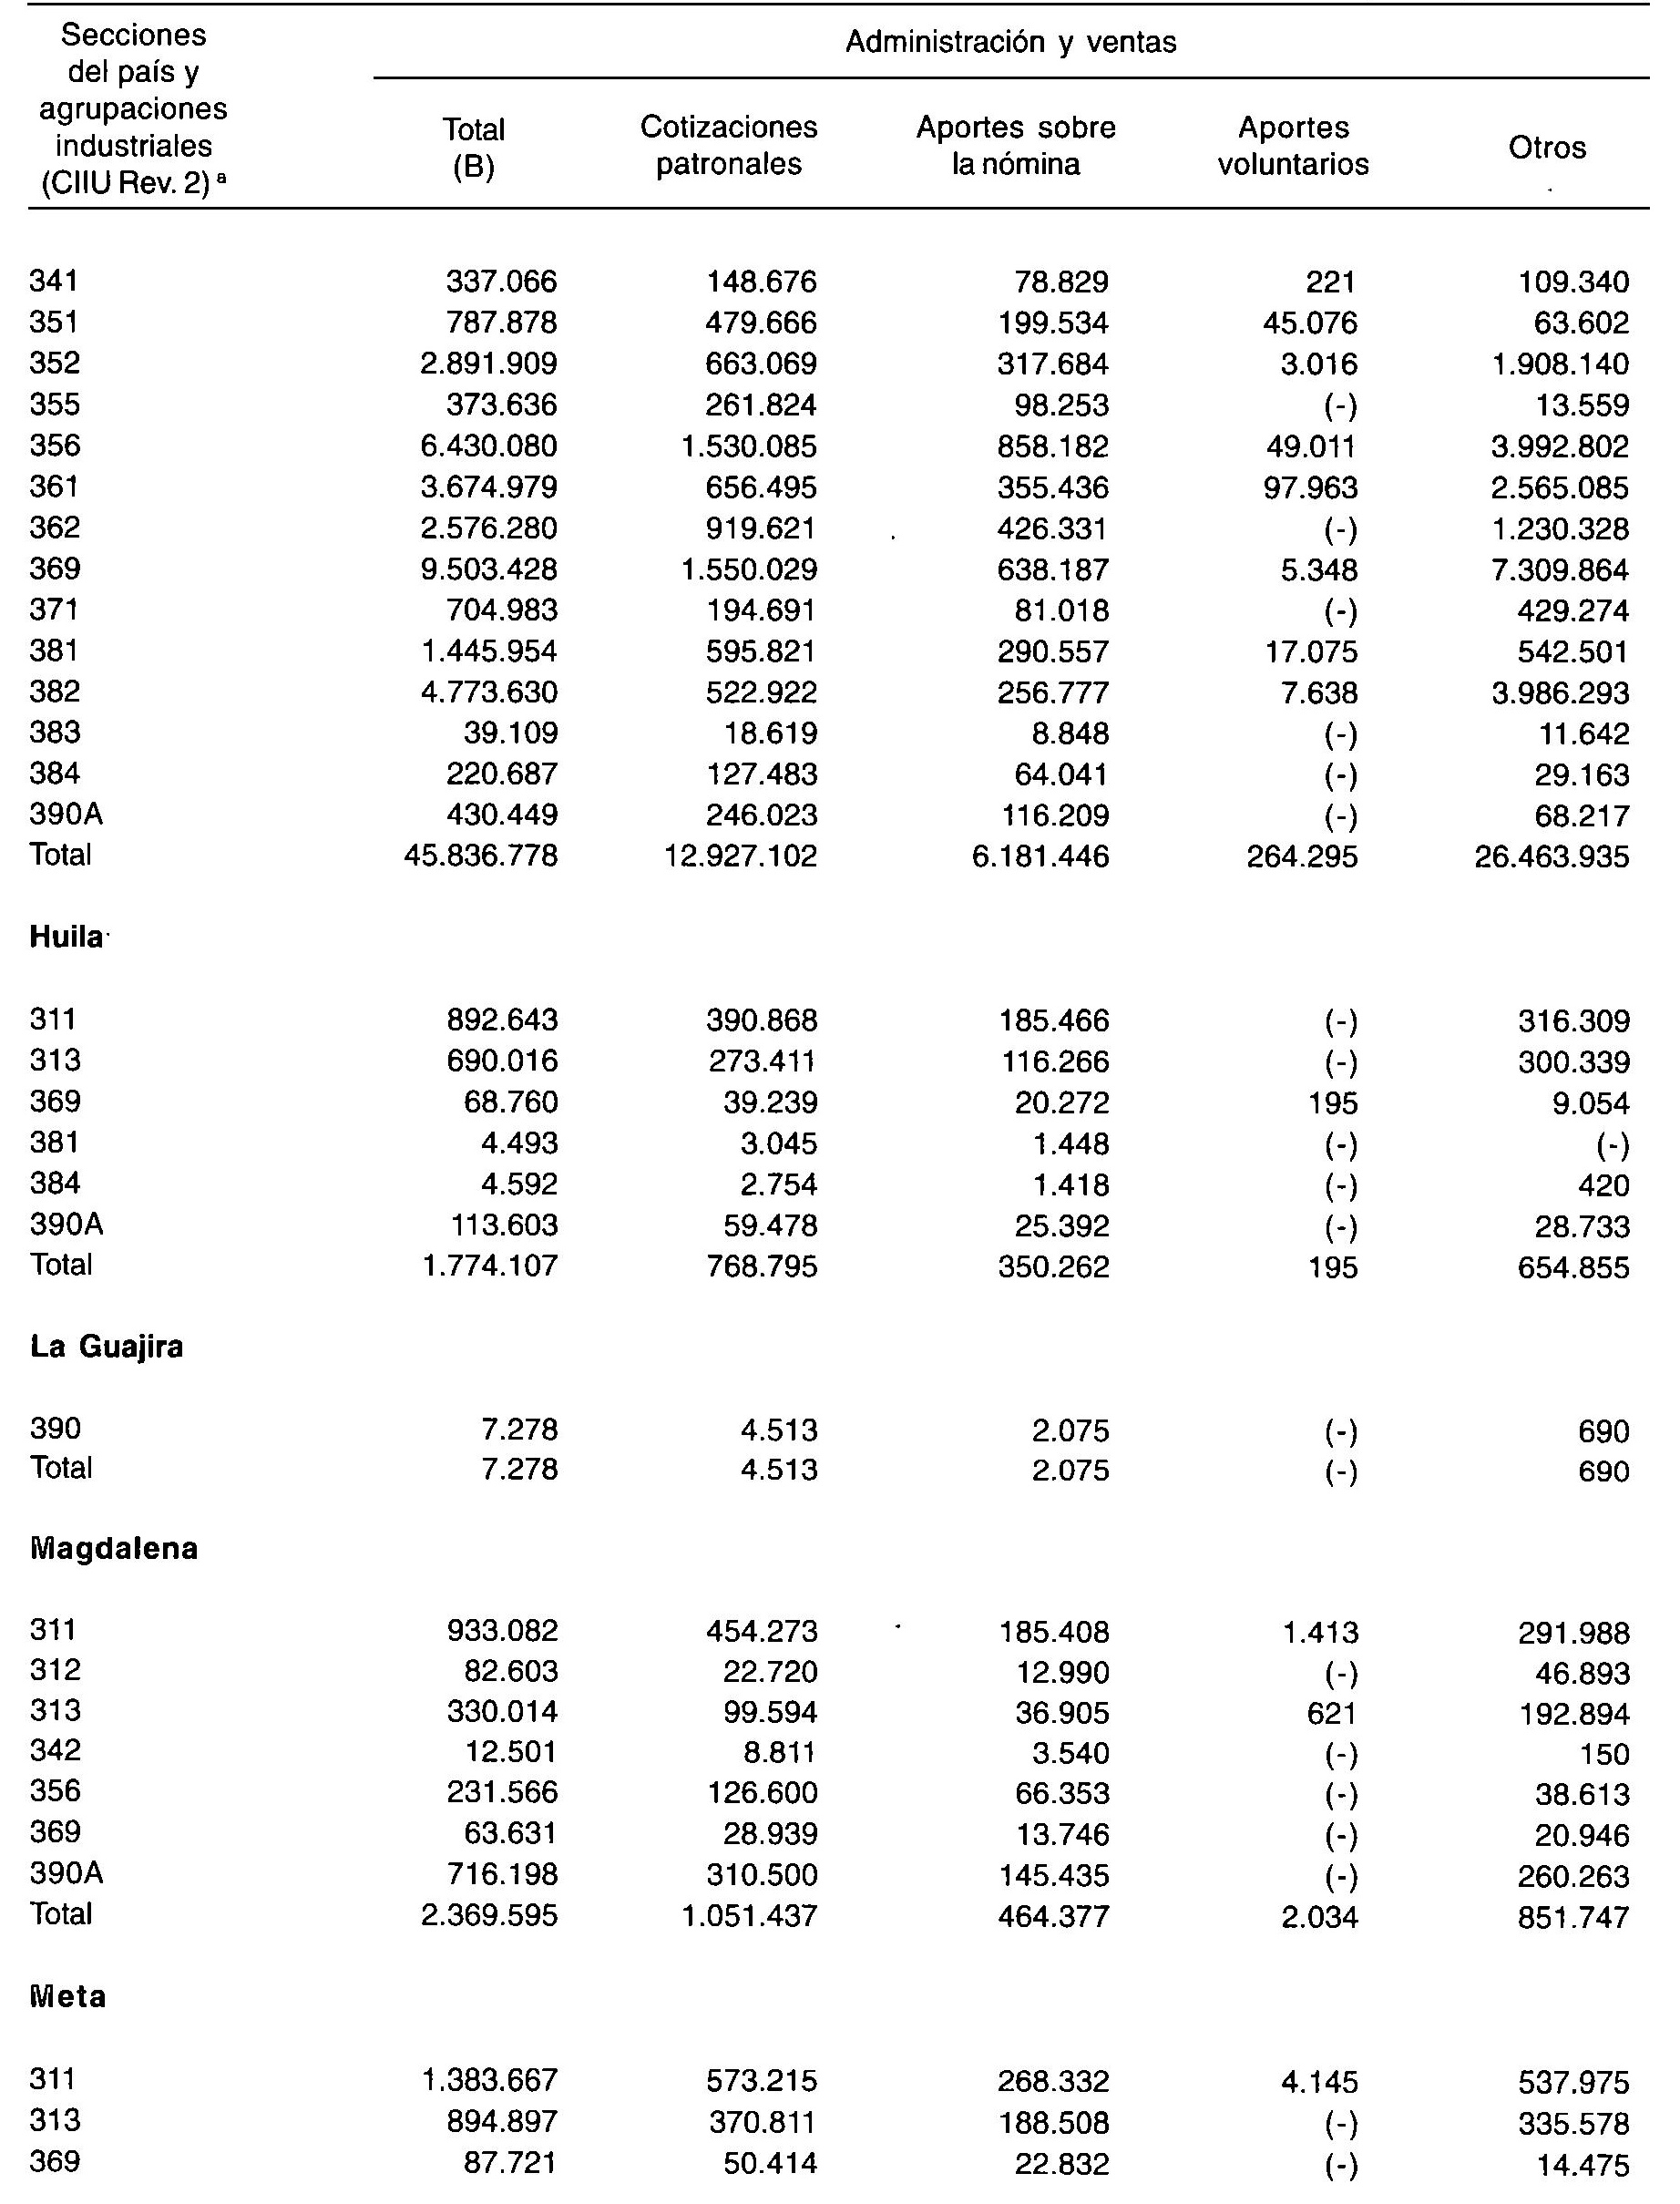 Secciones
del país y
agrupaciones
industriales
(CIIU Rev. 2) a
Administración y ventas
Total
(B)
Cotizaciones
patronales
Aportes sobre
la nómina
Aportes
voluntarios
Otros
341 337.066 148.676 78.829 221 109.340
351 787.878 479.666 199.534 45.076 63.602
352 2.891.909 663.069 317.684 3.016 1.908.140
355 373.636 261.824 98.253 (-) 13.559
356 6.430.080 1.530.085 858.182 49.011 3.992.802
361 3.674.979 656.495 355.436 97.963 2.565.085
362 2.576.280 919.621 426.331 (-) 1.230.328
369 9.503.428 1.550.029 638.187 5.348 7.309.864
371 704.983 194.691 81.018 (-) 429.274
381 1.445.954 595.821 290.557 17.075 542.501
382 4.773.630 522.922 256.777 7.638 3.986.293
383 39.109 18.619 8.848 (-) 11.642
384 220.687 127.483 64.041 (-) 29.163
390A 430.449 246.023 116.209 (-) 68.217
Total 45.836.778 12.927.102 6.181.446 264.295 26.463.935
Huila
311 892.643 390.868 185.466 (-) 316.309
313 690.016 273.411 116.266 (-) 300.339
369 68.760 39.239 20.272 195 9.054
381 4.493 3.045 1.448 (-) (-)
384 4.592 2.754 1.418 (-) 420
390A 113.603 59.478 25.392 (-) 28.733
Total 1.774.107 768.795 350.262 195 654.855
La Guajira
390 7.278 4.513 2.075 (-) 690
Total 7.278 4.513 2.075 (-) 690
Magdalena
311 933.082 454.273 185.408 1.413 291.988
312 82.603 22.720 12.990 (-) 46.893
313 330.014 99.594 36.905 621 192.894
342 12.501 8.811 3.540 (-) 150
356 231.566 126.600 66.353 (-) 38.613
369 63.631 28.939 13.746 (-) 20.946
390A 716.198 310.500 145.435 (-) 260.263
Total 2.369.595 1.051.437 464.377 2.034 851.747
Meta
311 1.383.667 573.215 268.332 4.145 537.975
313 894.897 370.811 188.508 (-) 335.578
369 87.721 50.414 22.832 (-) 14.475